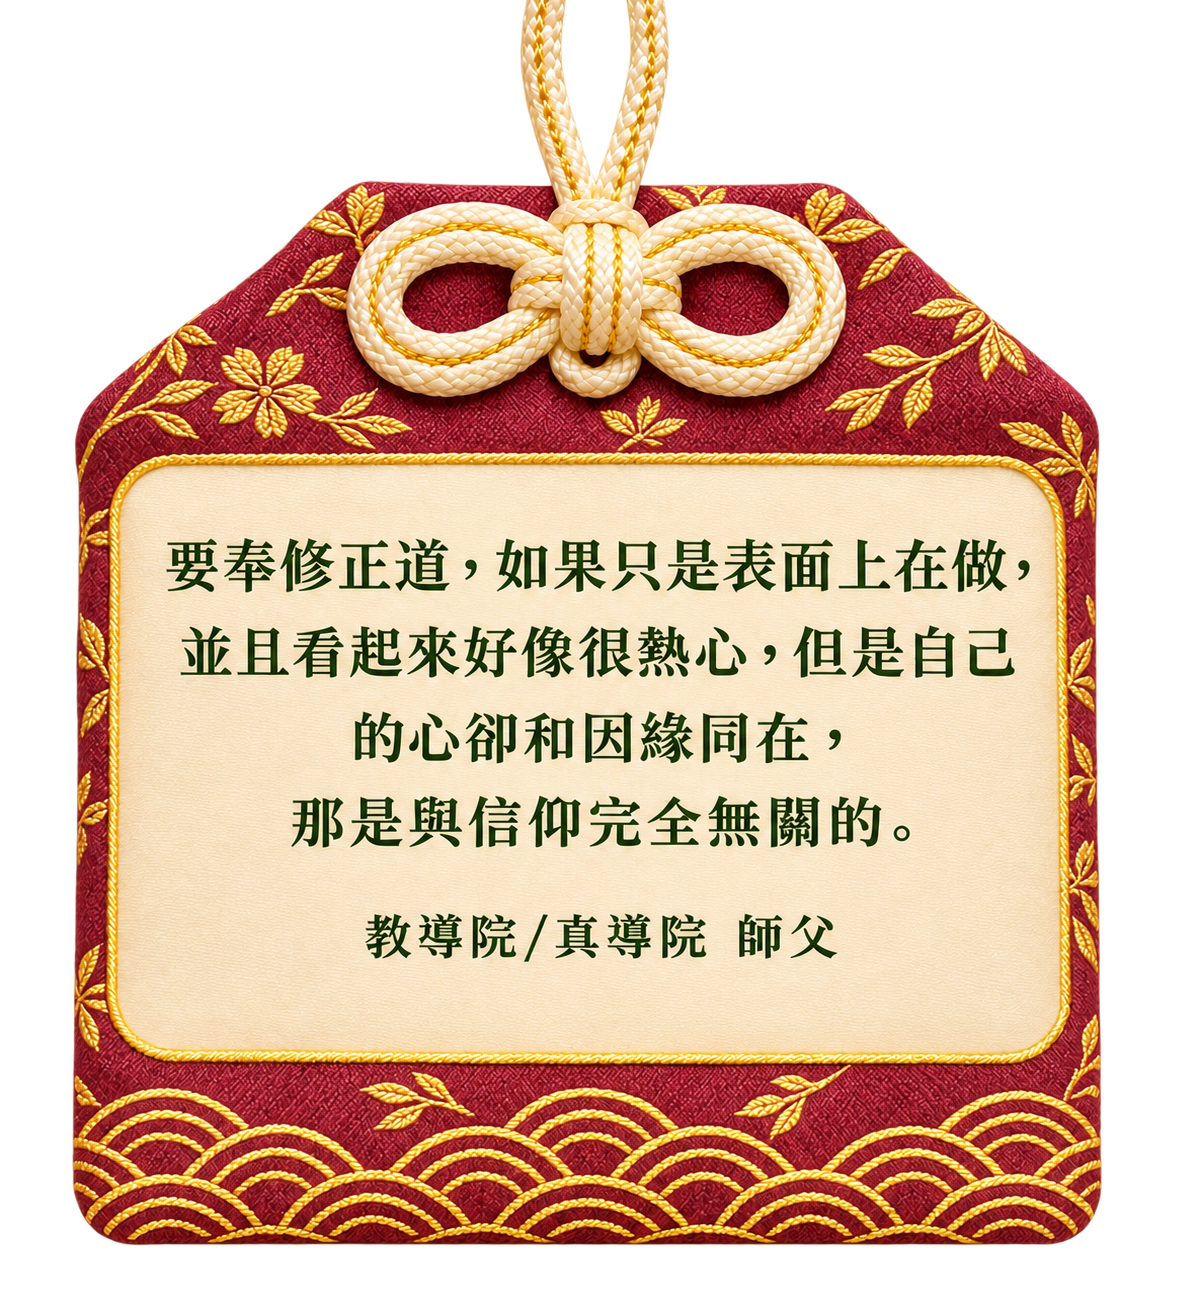 要奉修正道，如果只是表面上在做，
並且看起來好像很熱心，但是自己
的心卻和因緣同在，
那是與信仰完全無關的。
教導院/真導院 師父